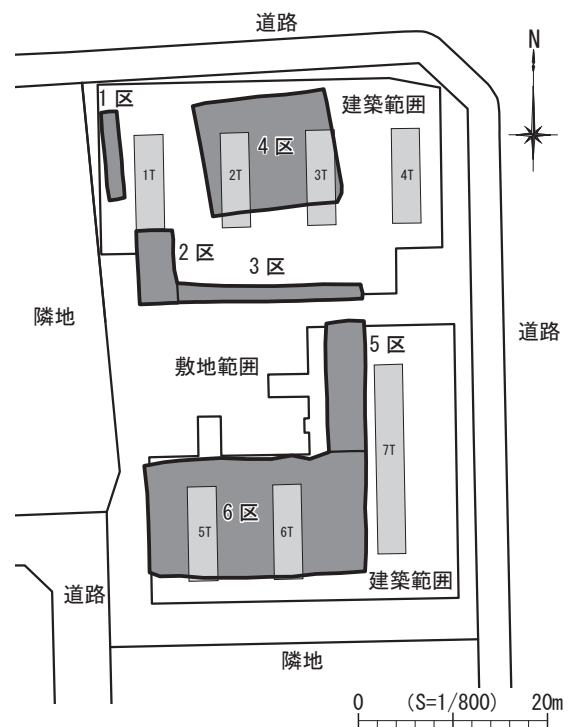 道路
N
1区
建築範囲
4区
1T
2T
3T
4T
2区
3区
隣地
道路
5区
敷地範囲
7T
6区
5T
6T
建築範囲
道路
隣地
0 (S=1/800) 20m